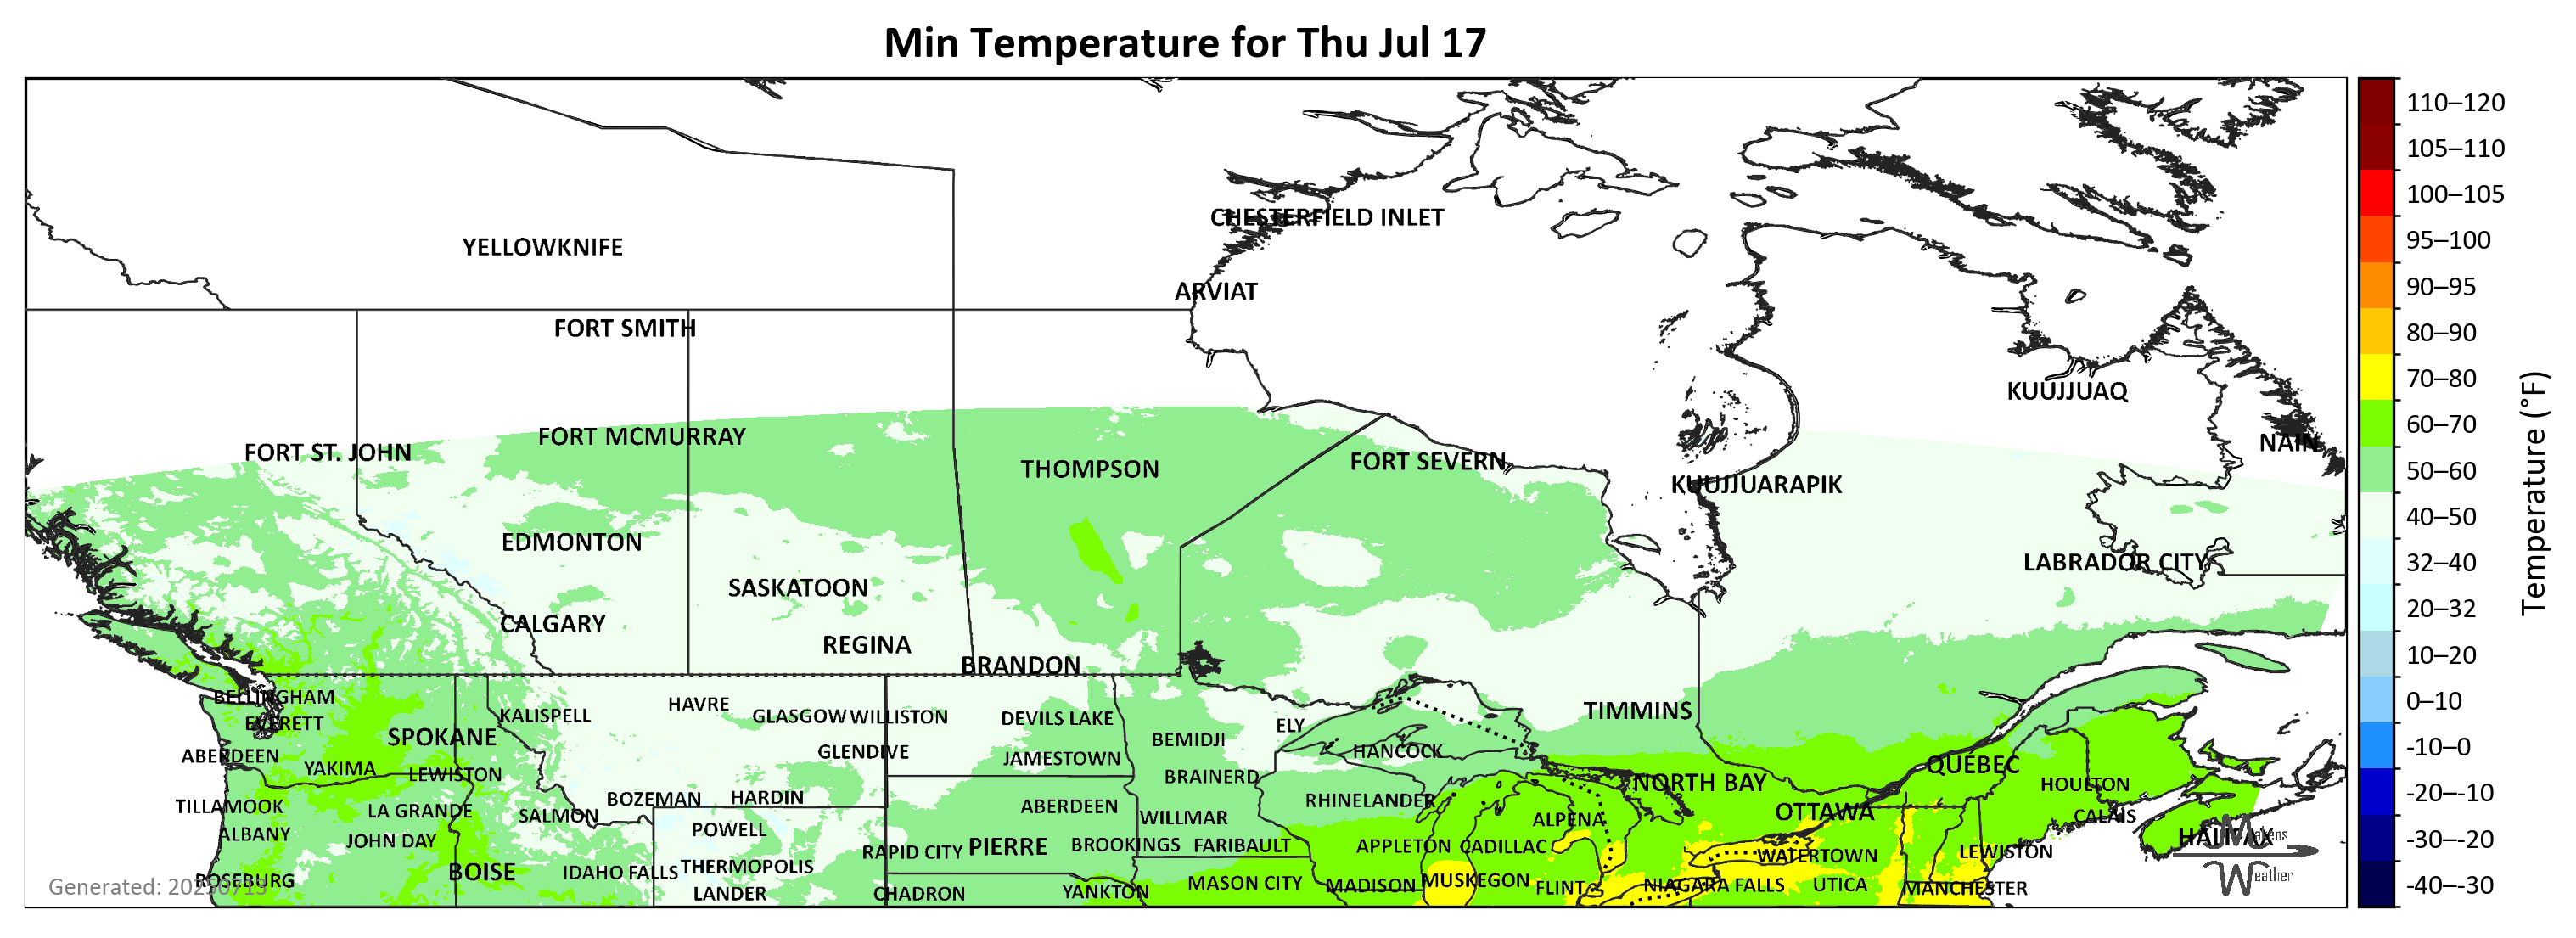 Min Temperature for Thu Jul 17
110–120
105–110
100–105
CHESTERFIELD INLET
YELLOWKNIFE
95–100
ARVIAT
90–95
FORT SMITH
80–90
70–80
KUUJJUAQ
60–70
FORT MCMURRAY
NAIN
FORT ST. JOHN
FORT SEVERN
THOMPSON
50–60
KUUJJUARAPIK
40–50
EDMONTON
LABRADOR CITY
32–40
SASKATOON
20–32
CALGARY
REGINA
10–20
BRANDON
BELLINGHAM
HAVRE
0–10
TIMMINS
KALISPELL
GLASGOW
WILLISTON
DEVILS LAKE
EVERETT
ELY
SPOKANE
BEMIDJI
-10–0
ABERDEEN
GLENDIVE
HANCOCK
JAMESTOWN
QUEBEC
YAKIMA
LEWISTON
BRAINERD
NORTH BAY
HOULTON
-20–-10
BOZEMAN
HARDIN
RHINELANDER
TILLAMOOK
LA GRANDE
ABERDEEN
OTTAWA
SALMON
WILLMAR
ALPENA
CALAIS
ALBANY
POWELL
HALIFAX
Makens
JOHN DAY
PIERRE
BROOKINGS
FARIBAULT
APPLETON
CADILLAC
-30–-20
RAPID CITY
WATERTOWN
LEWISTON
BOISE
IDAHO FALLS
THERMOPOLIS
Weather
ROSEBURG
MASON CITY
MADISON
MUSKEGON
FLINT
NIAGARA FALLS
UTICA
MANCHESTER
-40–-30
Generated: 20250713
LANDER
CHADRON
YANKTON
Temperature (°F)